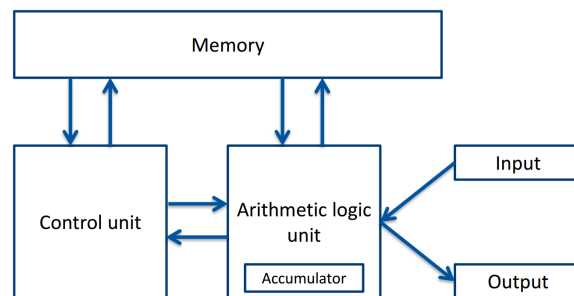 Memory
Control unit
Arithmetic logic
unit
Accumulator
Input
Output